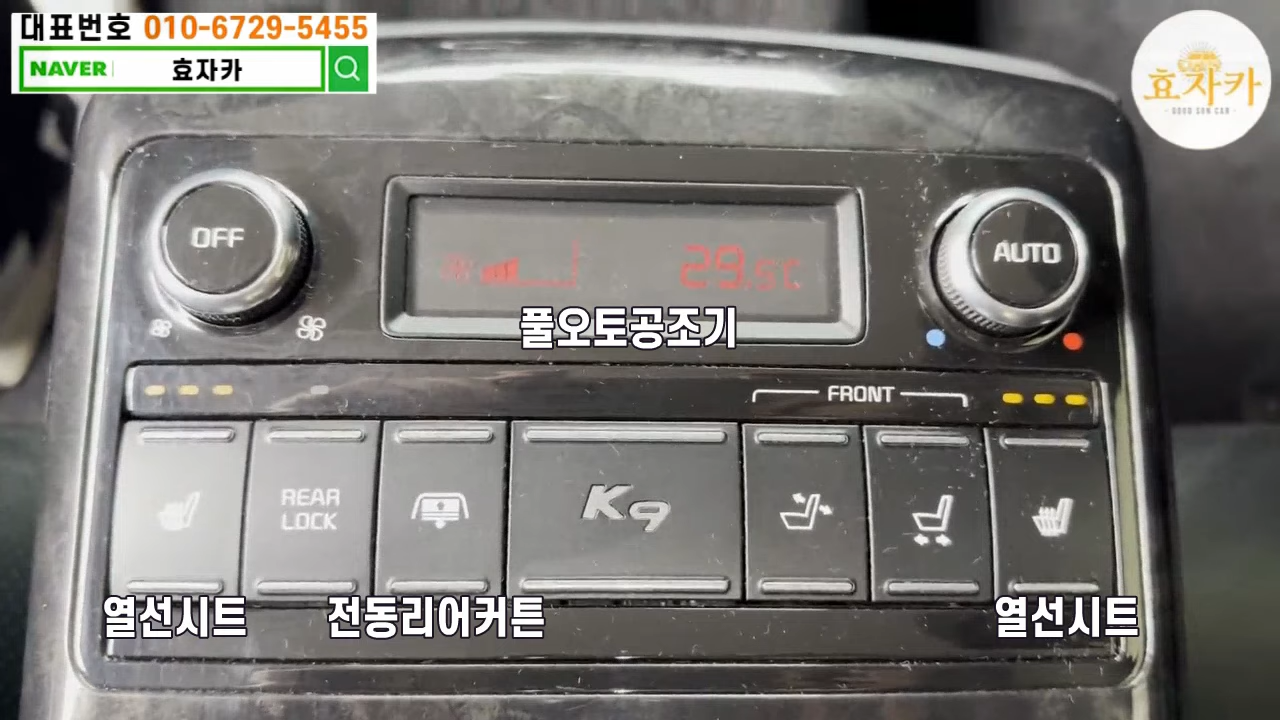 대표번호 010-6729-5455
NAVER 효자카
효자카
GOOD SON CAR
OFF
29.5°C
AUTO
풀오토공조기
FRONT
REAR
LOCK
K9
열선시트
전동리어커튼
열선시트